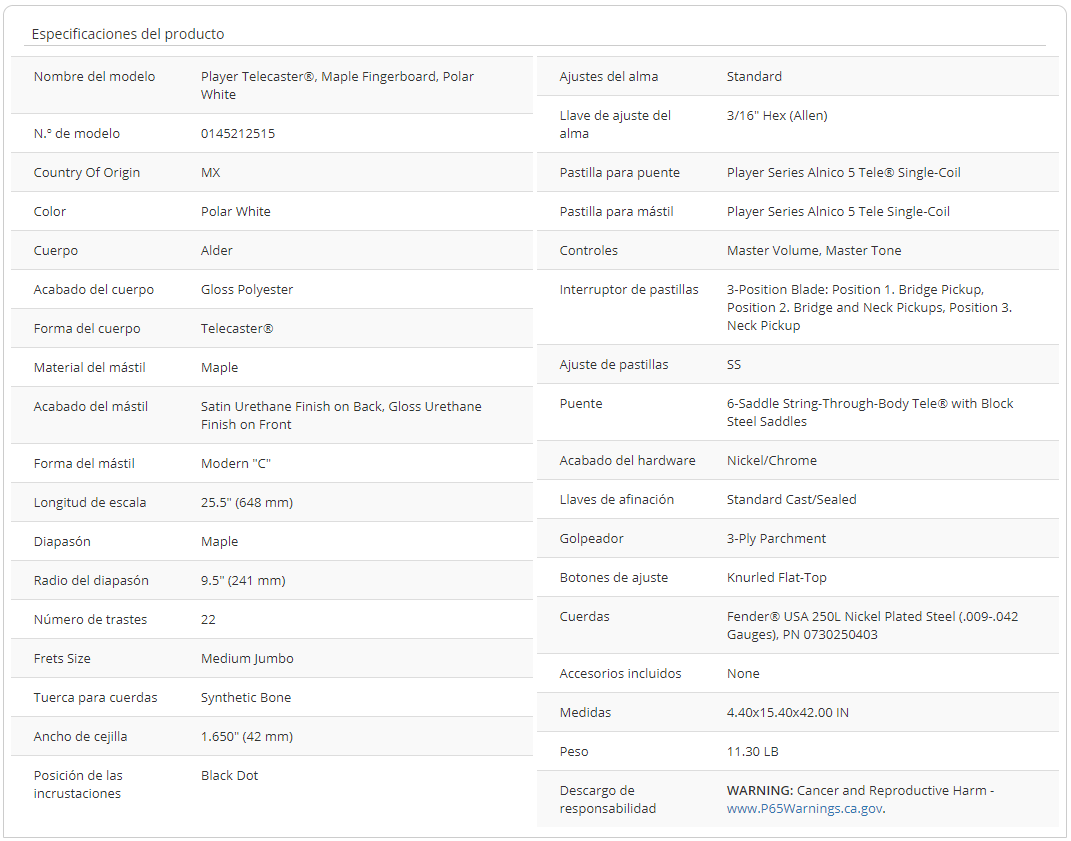 Especificaciones del producto
Nombre del modelo
Player Telecaster®, Maple Fingerboard, Polar
White
N.º de modelo
0145212515
Country Of Origin
MX
Color
Polar White
Cuerpo
Alder
Acabado del cuerpo
Gloss Polyester
Forma del cuerpo
Telecaster®
Material del mástil
Maple
Acabado del mástil
Satin Urethane Finish on Back, Gloss Urethane
Finish on Front
Forma del mástil
Modern "C"
Longitud de escala
25.5" (648 mm)
Diapasón
Maple
Radio del diapasón
9.5" (241 mm)
Número de trastes
22
Frets Size
Medium Jumbo
Tuerca para cuerdas
Synthetic Bone
Ancho de cejilla
1.650" (42 mm)
Posición de las
incrustaciones
Black Dot
Ajustes del alma
Standard
Llave de ajuste del
alma
3/16" Hex (Allen)
Pastilla para puente
Player Series Alnico 5 Tele® Single-Coil
Pastilla para mástil
Player Series Alnico 5 Tele Single-Coil
Controles
Master Volume, Master Tone
Interruptor de pastillas
3-Position Blade: Position 1. Bridge Pickup,
Position 2. Bridge and Neck Pickups, Position 3.
Neck Pickup
Ajuste de pastillas
SS
Puente
6-Saddle String-Through-Body Tele® with Block
Steel Saddles
Acabado del hardware
Nickel/Chrome
Llaves de afinación
Standard Cast/Sealed
Golpeador
3-Ply Parchment
Botones de ajuste
Knurled Flat-Top
Cuerdas
Fender® USA 250L Nickel Plated Steel (.009-.042
Gauges), PN 0730250403
Accesorios incluidos
None
Medidas
4.40x15.40x42.00 IN
Peso
11.30 LB
Descargo de
responsabilidad
WARNING: Cancer and Reproductive Harm -
www.P65Warnings.ca.gov.